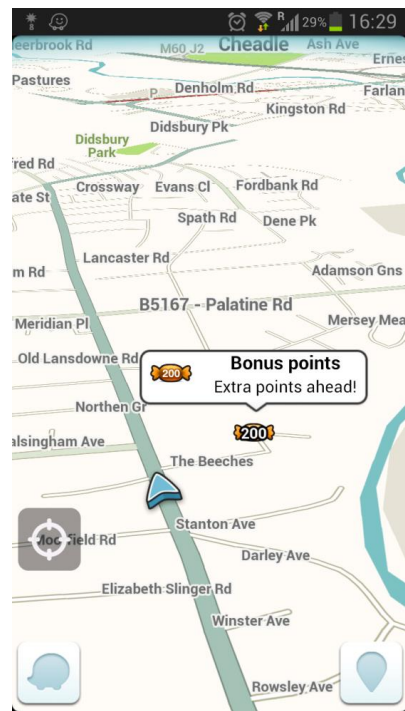 R 29% 16:29
eerbrook Rd M60 J2 Cheadle Ash Ave
Ernes
Pastures P Denholm Rd Farlan
Kingston Rd
Didsbury Pk
Didsbury
Park
fred Rd
ate St Crossway Evans Cl Fordbank Rd
Spath Rd Dene Pk
Lancaster Rd
m Rd Adamson Gns
B5167 - Palatine Rd
Meridian Pl Mersey Mea
Old Lansdowne Rd
200 Bonus points
Extra points ahead!
Northen Gr
200
alsingham Ave
The Beeches
Stanton Ave
field Rd
Darley Ave
Elizabeth Slinger Rd
Winster Ave
Rowsley Ave